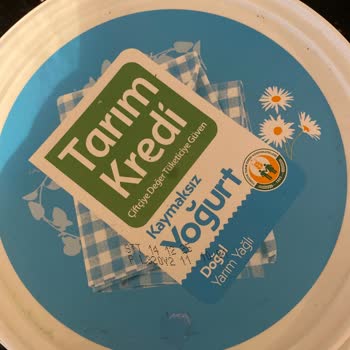 Tarım
Kredi
Çiftçiye Değer Tüketiciye Güven
Kaymaksız
Yoğurt
Doğal
Yarım Yağlı